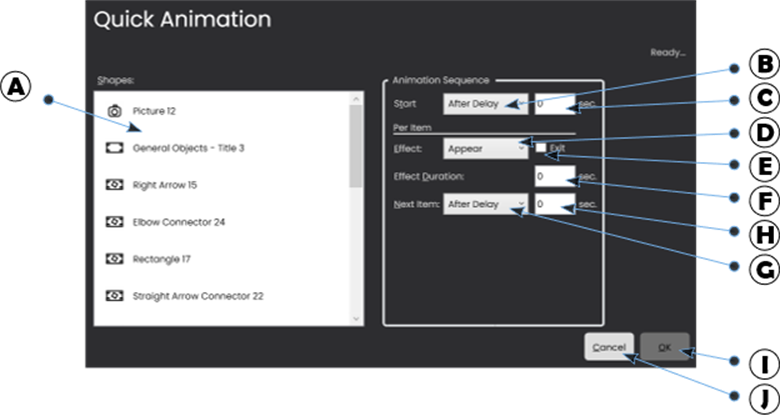 Quick Animation
Ready...
Shapes:
Picture 12
General Objects - Title 3
Right Arrow 15
Elbow Connector 24
Rectangle 17
Straight Arrow Connector 22
Animation Sequence
Start After Delay 0 sec.
Per Item
Effect: Appear Exit
Effect Duration: 0 sec.
Next Item: After Delay 0 sec.
Cancel OK
A
B
C
D
E
F
H
G
I
J